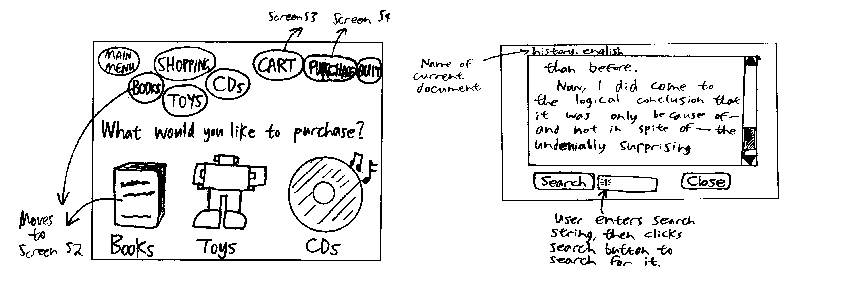 Screen S3
Screen S4
MAIN
MENU
SHOPPING
CART
PURCHASE
QUIT
BOOKS
CDs
TOYS
What would you like to purchase?
Moves
to
Screen S2
Books
Toys
CDs
Name of
current
document
history.english
than before.
Now, I did come to
the logical conclusion that
it was only because of—
and not in spite of—the
undeniably surprising
Search
Close
User enters search
string, then clicks
search button to
search for it.